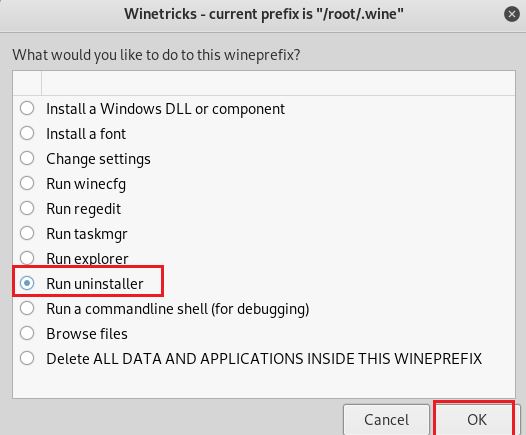 Winetricks - current prefix is "/root/.wine"
What would you like to do to this wineprefix?
Install a Windows DLL or component
Install a font
Change settings
Run winecfg
Run regedit
Run taskmgr
Run explorer
Run uninstaller
Run a commandline shell (for debugging)
Browse files
Delete ALL DATA AND APPLICATIONS INSIDE THIS WINEPREFIX
Cancel OK